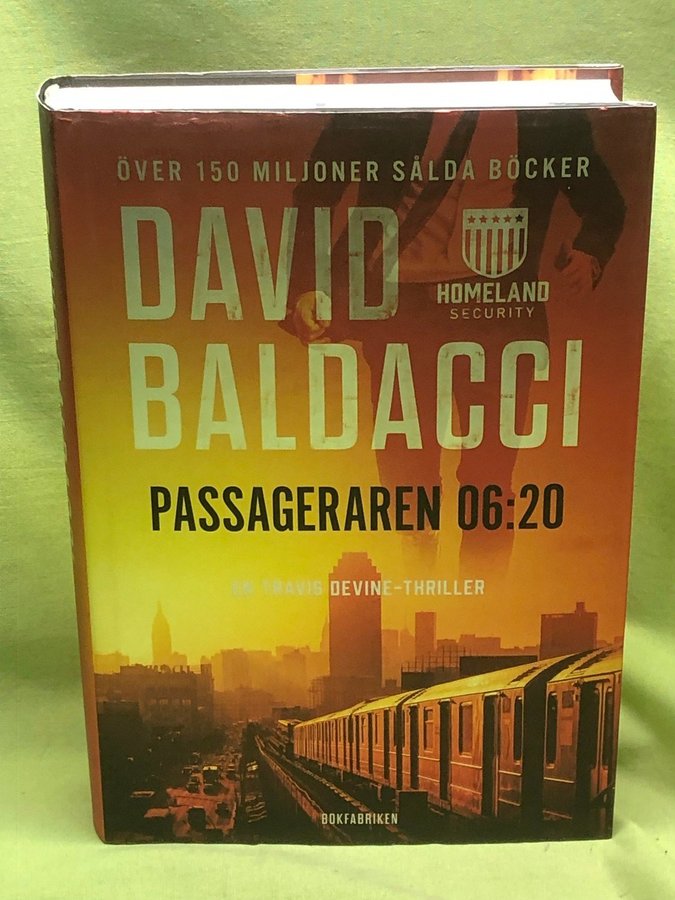 ÖVER 150 MILJONER SÅLDA BÖCKER
DAVID
HOMELAND
SECURITY
BALDACCI
PASSAGERAREN 06:20
EN TRAVIS DEVINE-THRILLER
BOKFABRIKEN